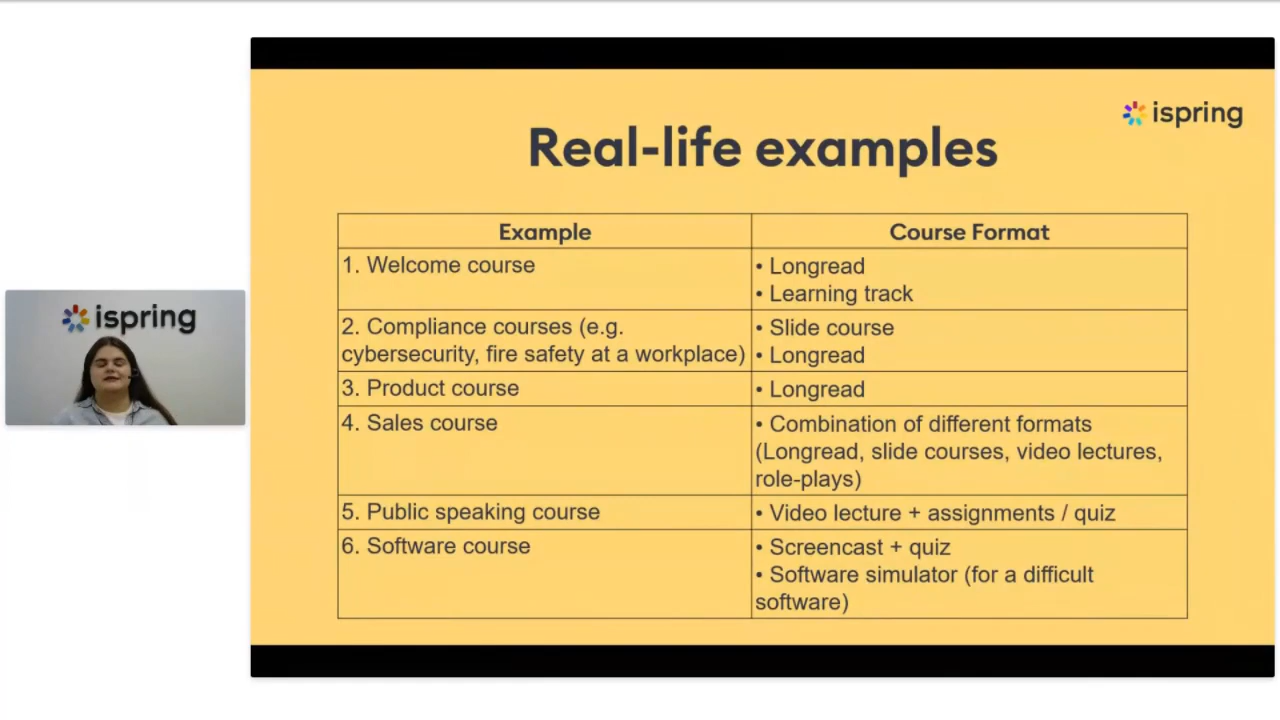 ispring
Real-life examples
Example
Course Format
1. Welcome course
• Longread
• Learning track
2. Compliance courses (e.g.
cybersecurity, fire safety at a workplace)
• Slide course
• Longread
3. Product course
• Longread
4. Sales course
• Combination of different formats
(Longread, slide courses, video lectures,
role-plays)
5. Public speaking course
• Video lecture + assignments / quiz
6. Software course
• Screencast + quiz
• Software simulator (for a difficult
software)
ispring